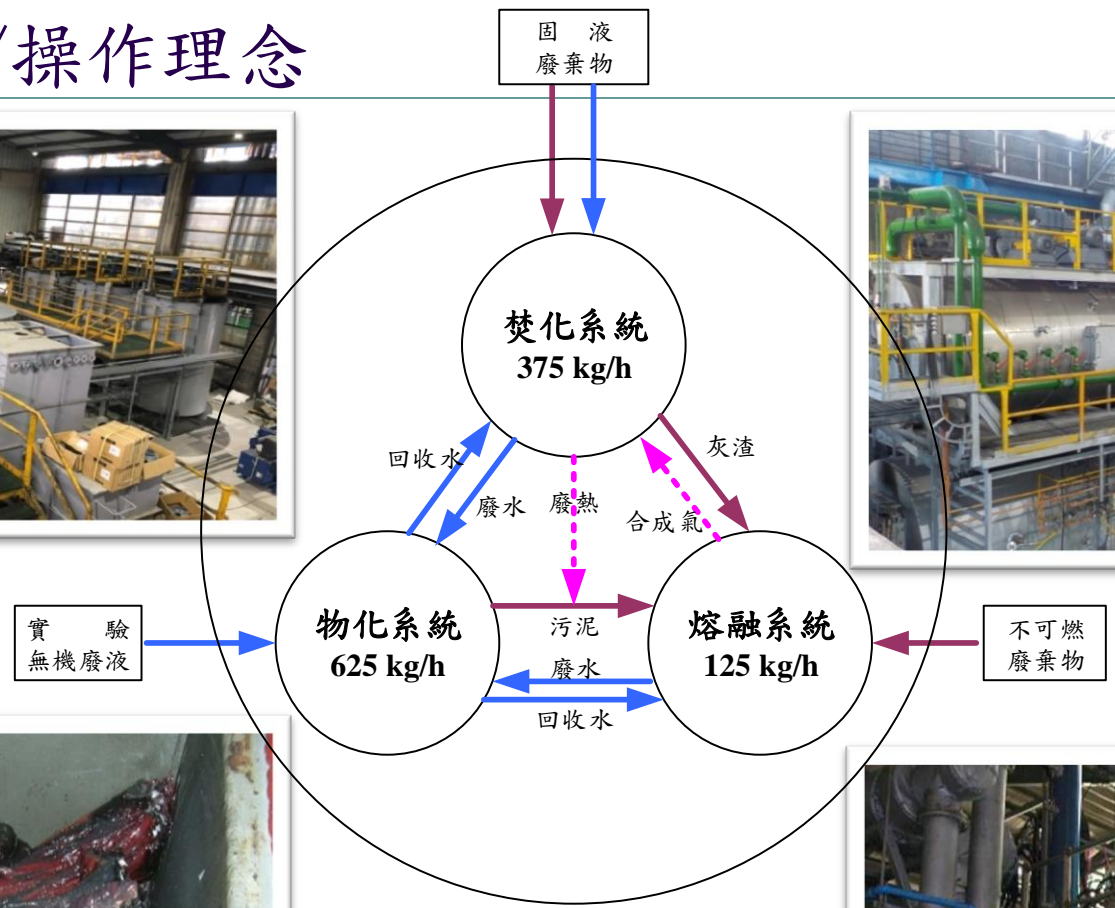 /操作理念
固 液
廢棄物
焚化系統
375 kg/h
回收水
廢水
廢熱
合成氣
灰渣
實 驗
無機廢液
物化系統
625 kg/h
污泥
廢水
回收水
熔融系統
125 kg/h
不可燃
廢棄物